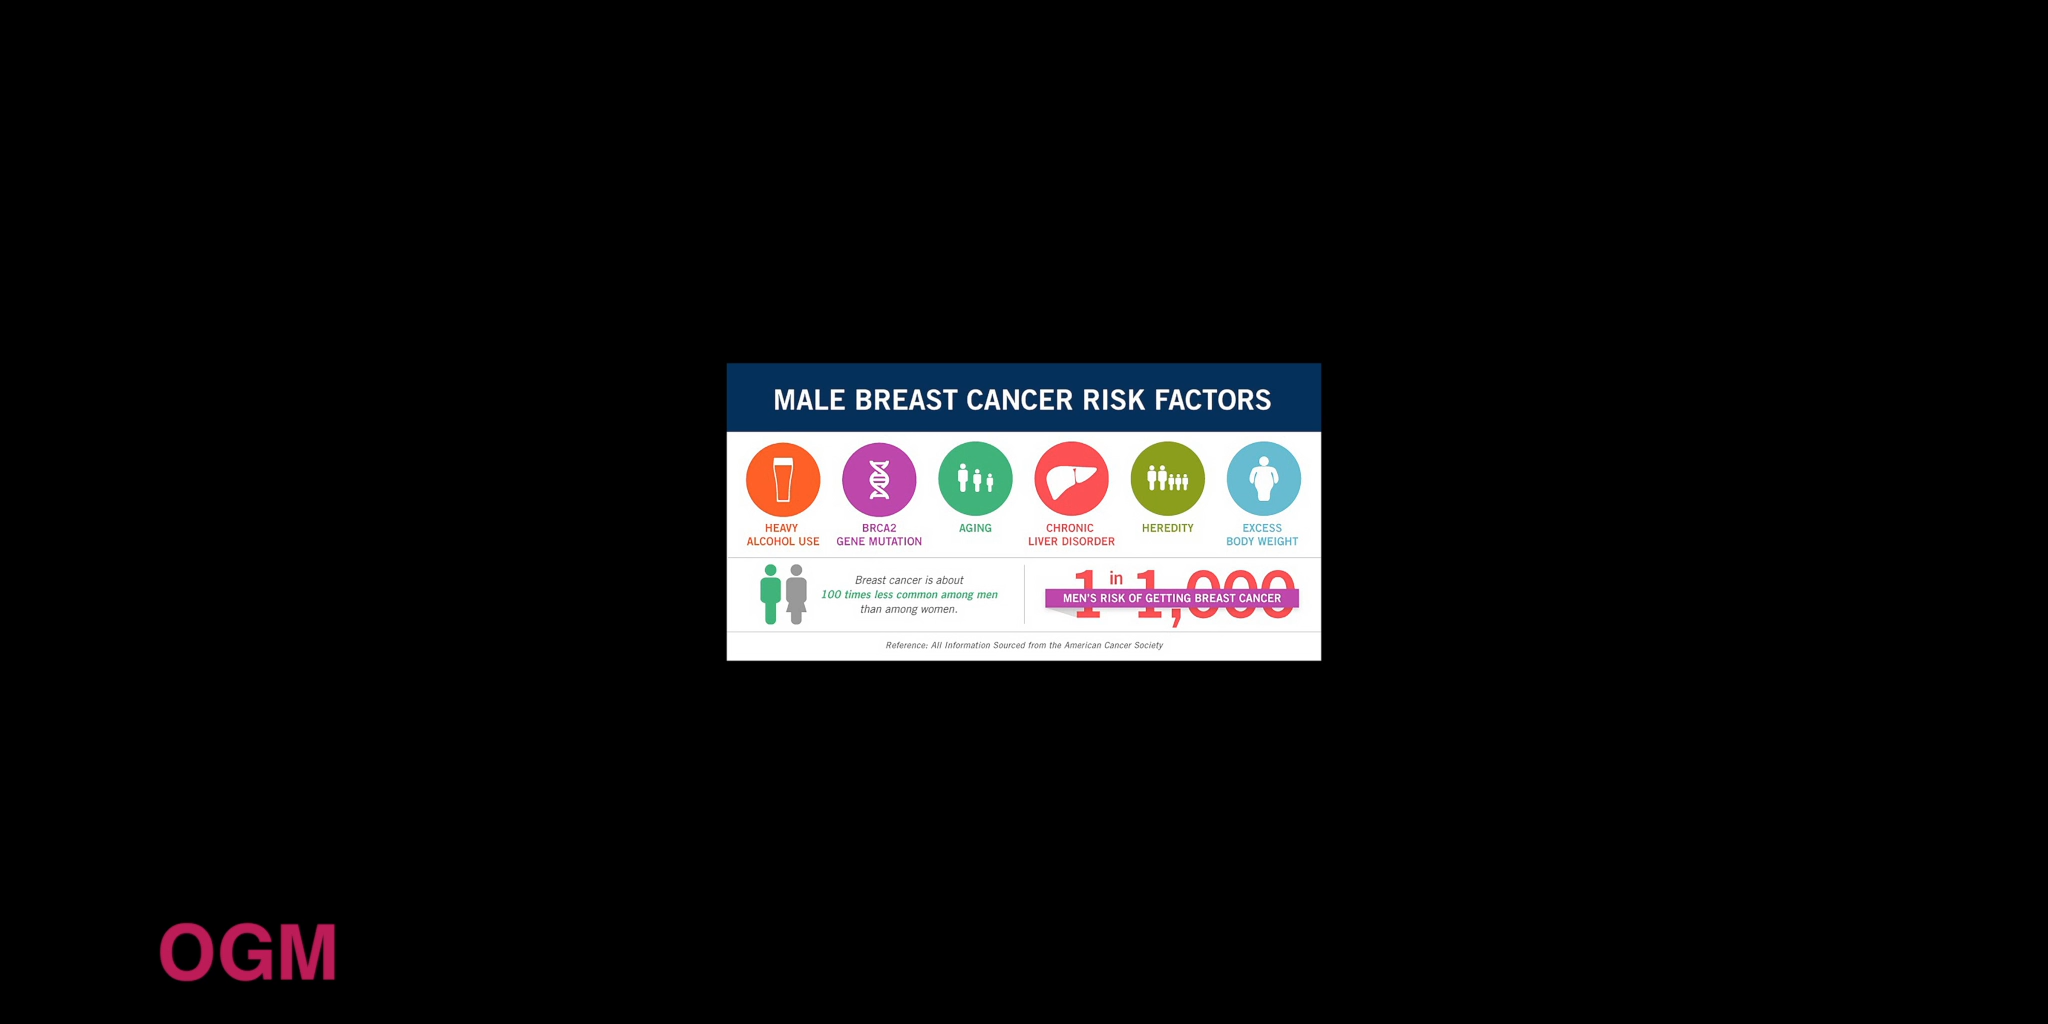 MALE BREAST CANCER RISK FACTORS
HEAVY
ALCOHOL USE
BRCA2
GENE MUTATION
AGING
CHRONIC
LIVER DISORDER
HEREDITY
EXCESS
BODY WEIGHT
Breast cancer is about
100 times less common among men
than among women.
1 in 1,000
MEN'S RISK OF GETTING BREAST CANCER
Reference: All Information Sourced from the American Cancer Society
OGM